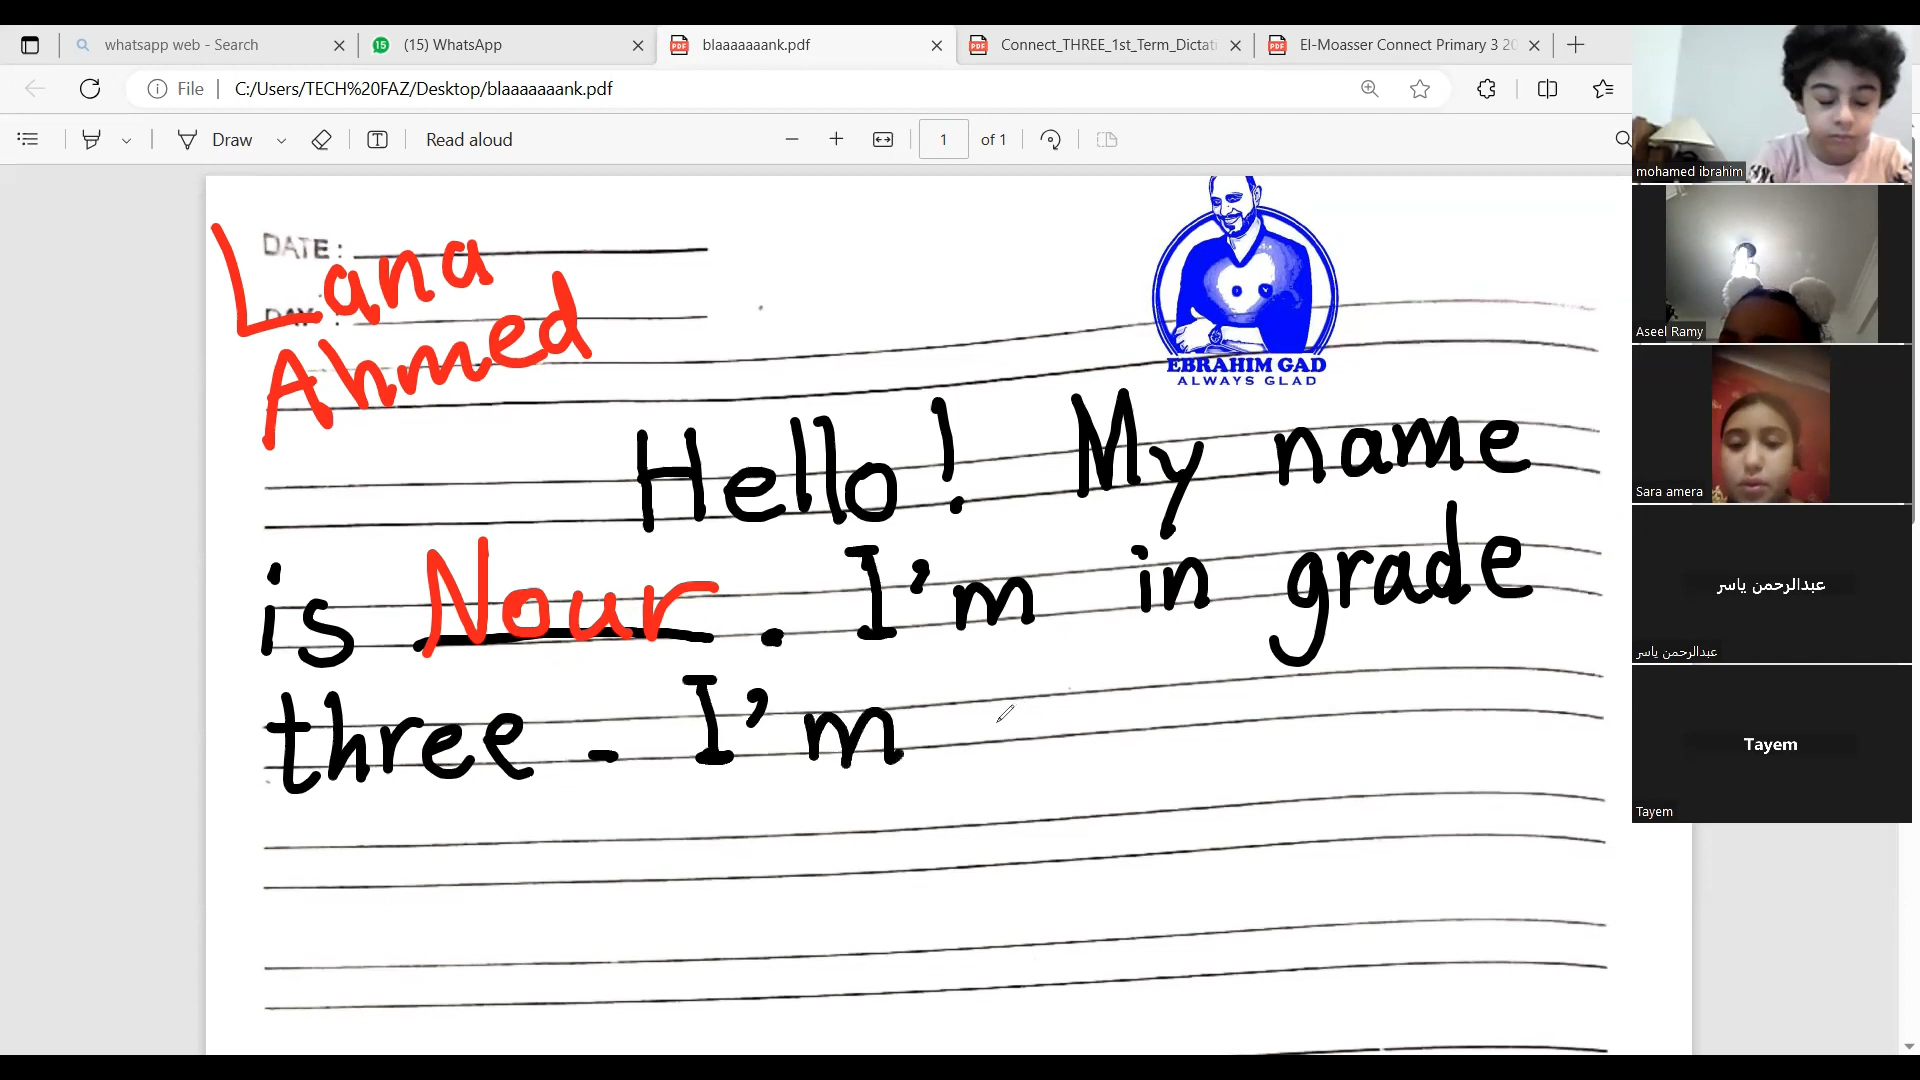 whatsapp web - Search
(15) WhatsApp
blaaaaaaank.pdf
Connect_THREE_1st_Term_Dictati
El-Moasser Connect Primary 3 20
File
C:/Users/TECH%20FAZ/Desktop/blaaaaaaank.pdf
Draw
Read aloud
1 of 1
DATE :
DAY :
Lana
Ahmed
EBRAHIM GAD
ALWAYS GLAD
Hello! My name
is Nour. I'm in grade
three - I'm
mohamed ibrahim
Aseel Ramy
Sara amera
عبدالرحمن ياسر
عبدالرحمن ياسر
Tayem
Tayem